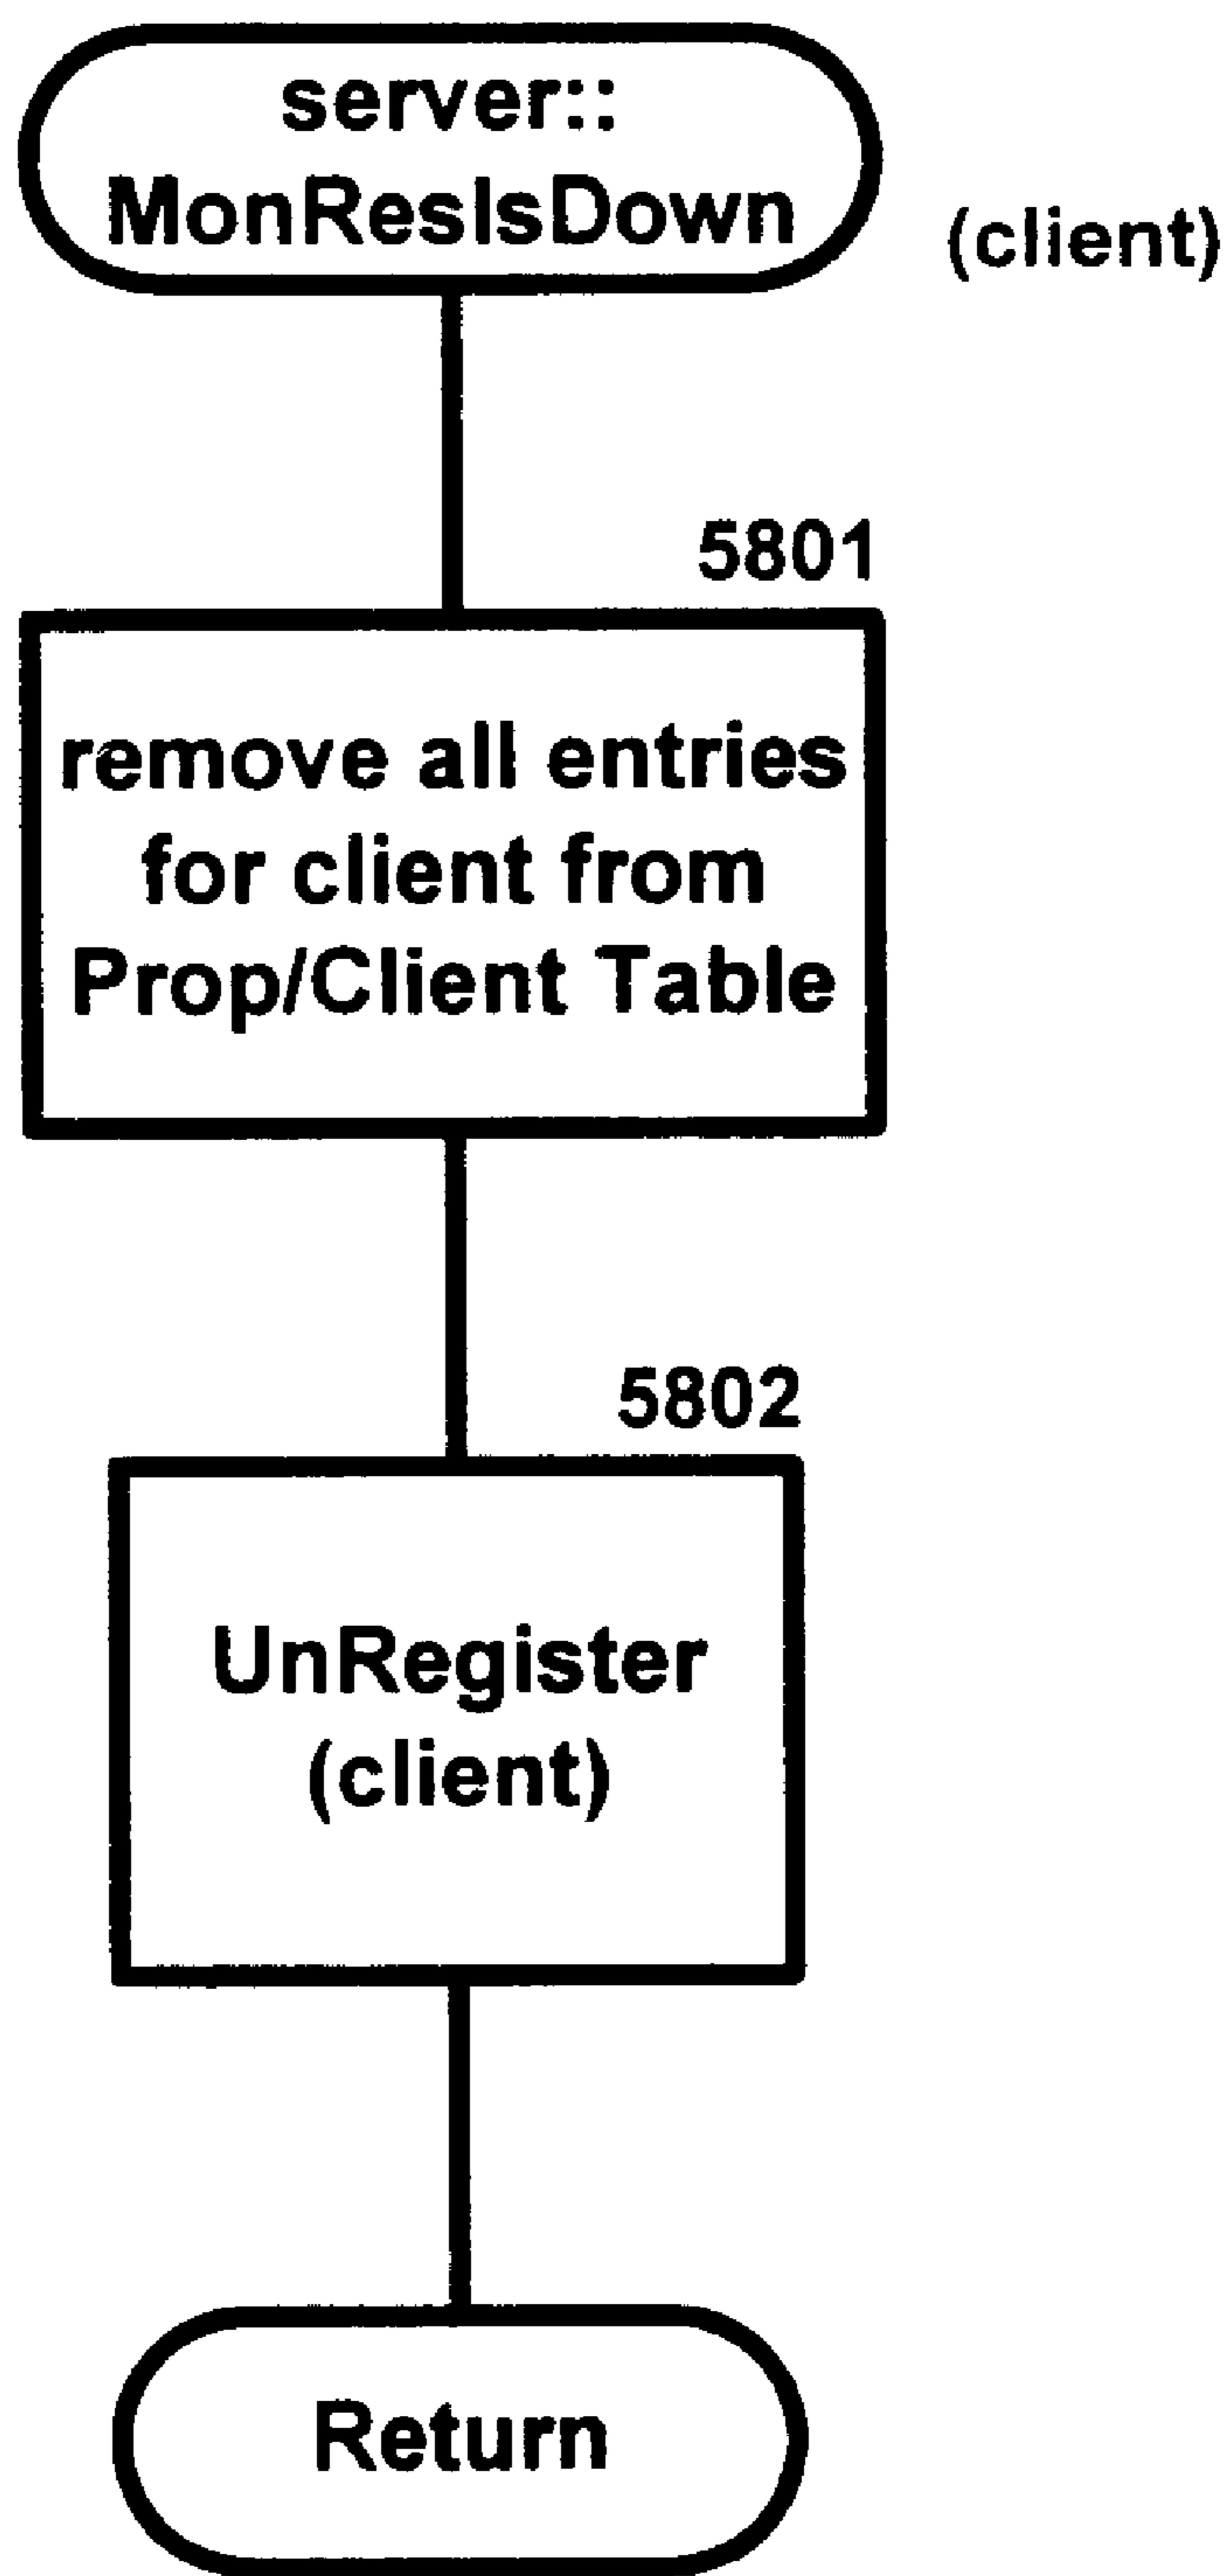 server::
MonResIsDown
(client)
5801
remove all entries
for client from
Prop/Client Table
5802
UnRegister
(client)
Return